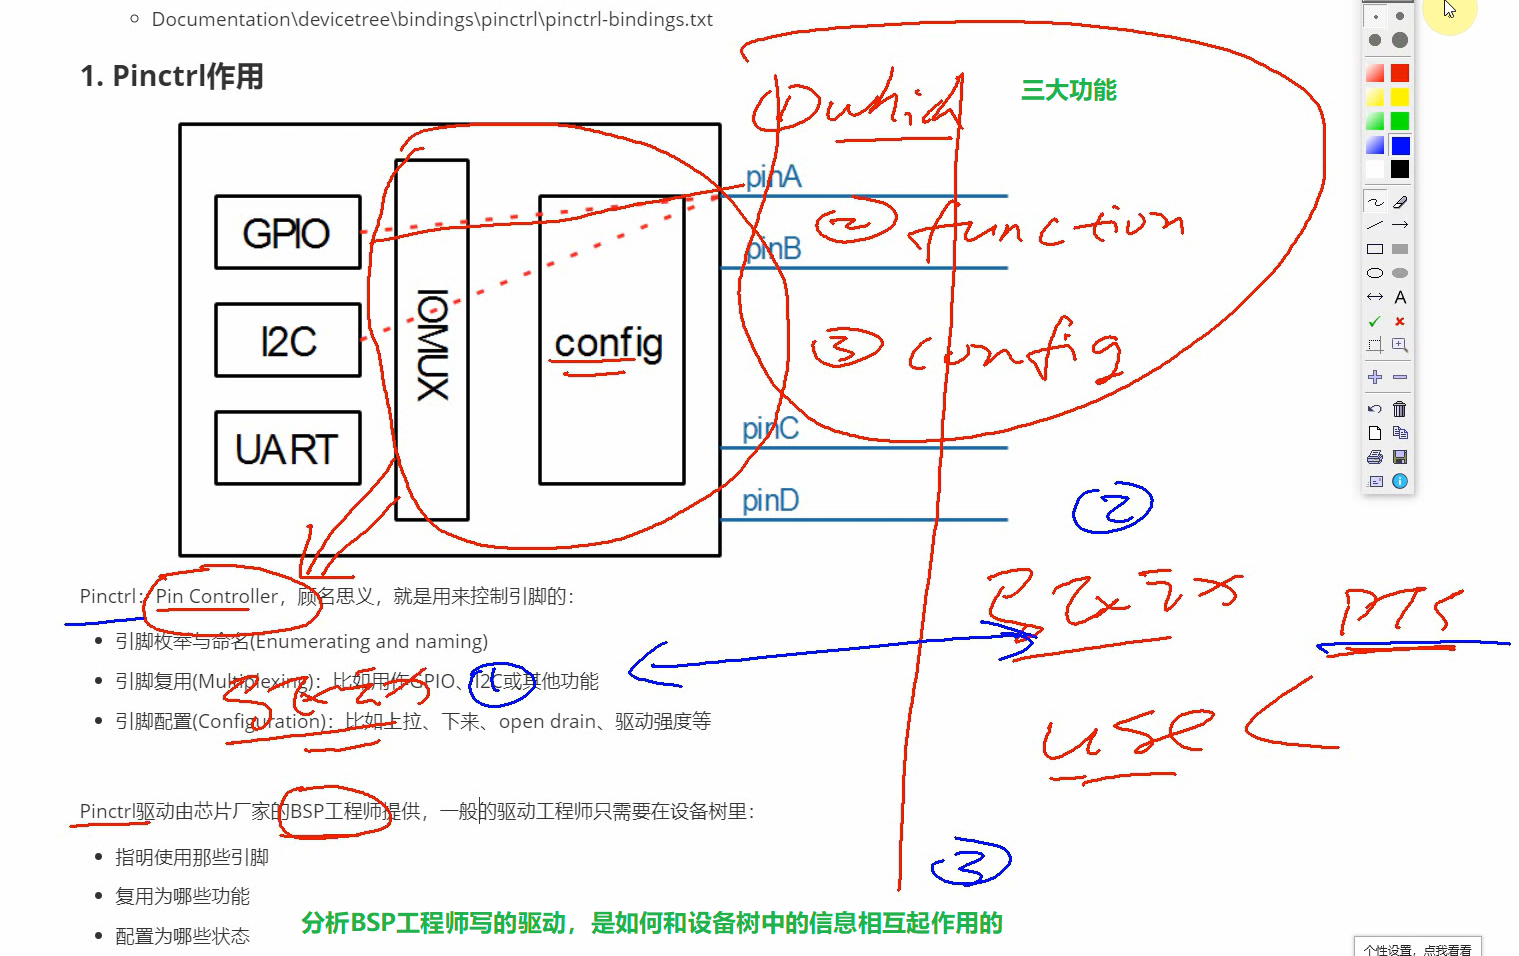 Documentation\devicetree\bindings\pinctrl\pinctrl-bindings.txt
1. Pinctrl作用
三大功能
① which
GPIO
I2C
UART
IOMUX
config
pinA
pinB
pinC
pinD
② function
③ config
②
DTS
use
Pinctrl：Pin Controller，顾名思义，就是用来控制引脚的：
引脚枚举与命名(Enumerating and naming)
引脚复用(Multiplexing)：比如用作GPIO、I2C或其他功能
①
引脚配置(Configuration)：比如上拉、下来、open drain、驱动强度等
Pinctrl驱动由芯片厂家的BSP工程师提供，一般的驱动工程师只需要在设备树里：
指明使用那些引脚
③
复用为哪些功能
配置为哪些状态
分析BSP工程师写的驱动，是如何和设备树中的信息相互起作用的
A
个性设置，点我看看